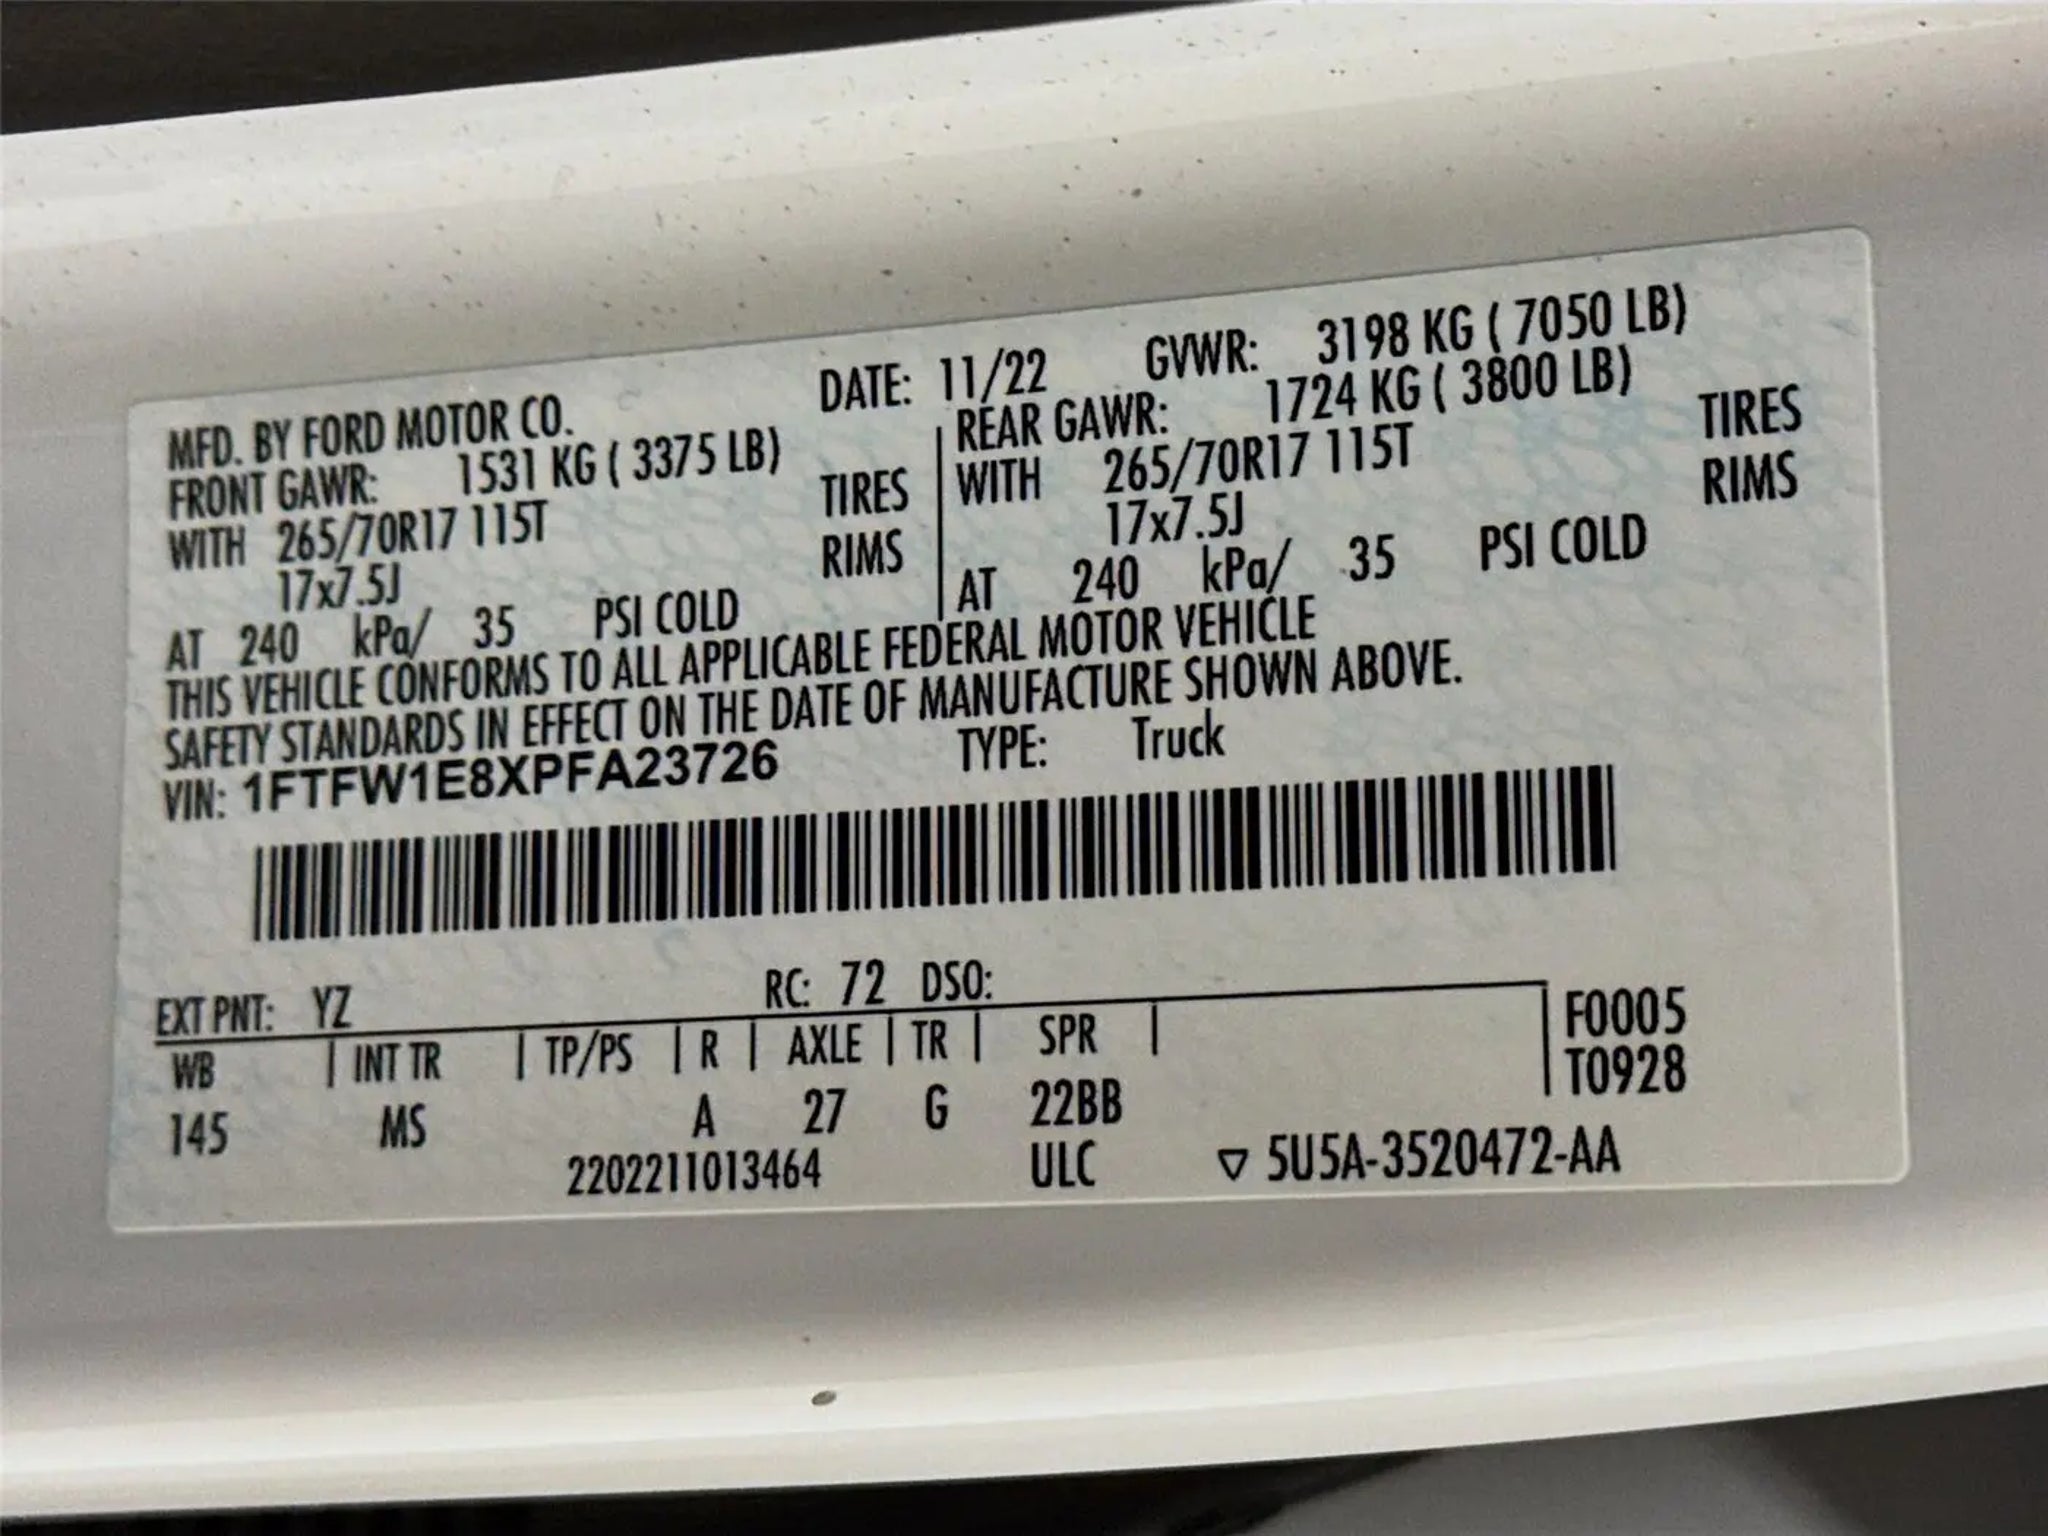 MFD. BY FORD MOTOR CO. DATE: 11/22 GVWR: 3198 KG ( 7050 LB)
FRONT GAWR: 1531 KG ( 3375 LB) REAR GAWR: 1724 KG ( 3800 LB)
WITH 265/70R17 115T TIRES WITH 265/70R17 115T TIRES
17x7.5J RIMS 17x7.5J RIMS
AT 240 kPa/ 35 PSI COLD AT 240 kPa/ 35 PSI COLD
THIS VEHICLE CONFORMS TO ALL APPLICABLE FEDERAL MOTOR VEHICLE
SAFETY STANDARDS IN EFFECT ON THE DATE OF MANUFACTURE SHOWN ABOVE.
VIN: 1FTFW1E8XPFA23726 TYPE: Truck
EXT PNT: YZ RC: 72 DSO:
WB | INT TR | TP/PS | R | AXLE | TR | SPR | F0005
T0928
145 MS A 27 G 22BB
2202211013464 ULC ▽ 5U5A-3520472-AA